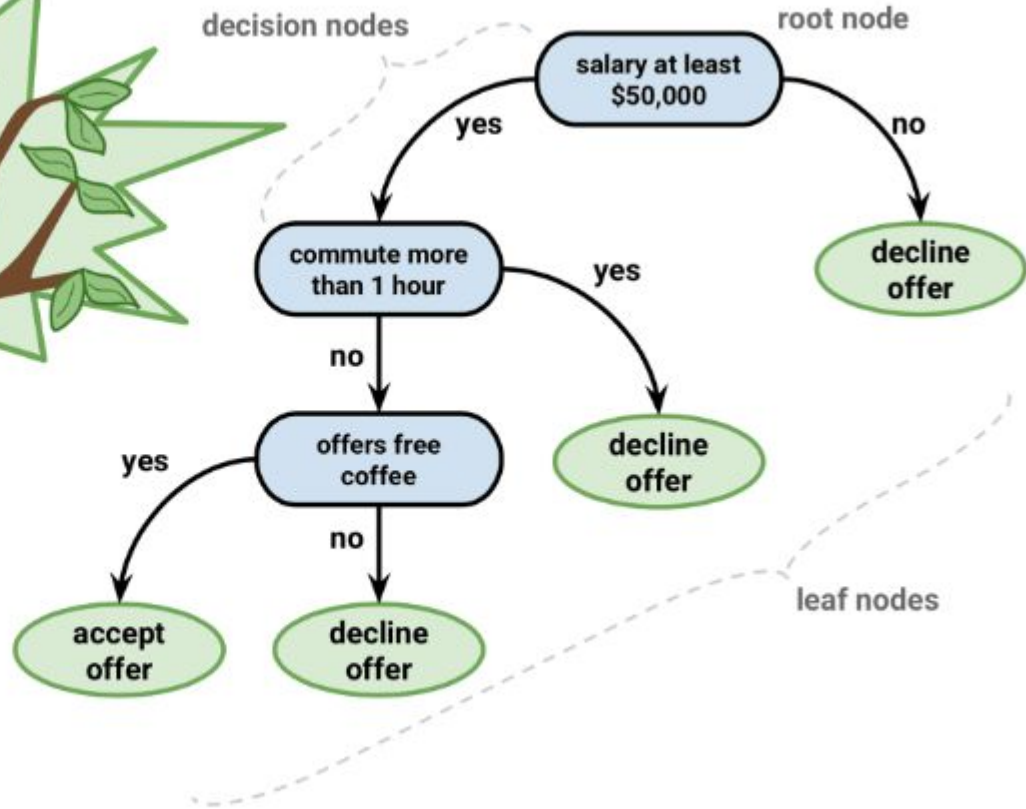 decision nodes
root node
salary at least
$50,000
yes
no
commute more
than 1 hour
decline
offer
yes
no
offers free
coffee
decline
offer
yes
no
leaf nodes
accept
offer
decline
offer